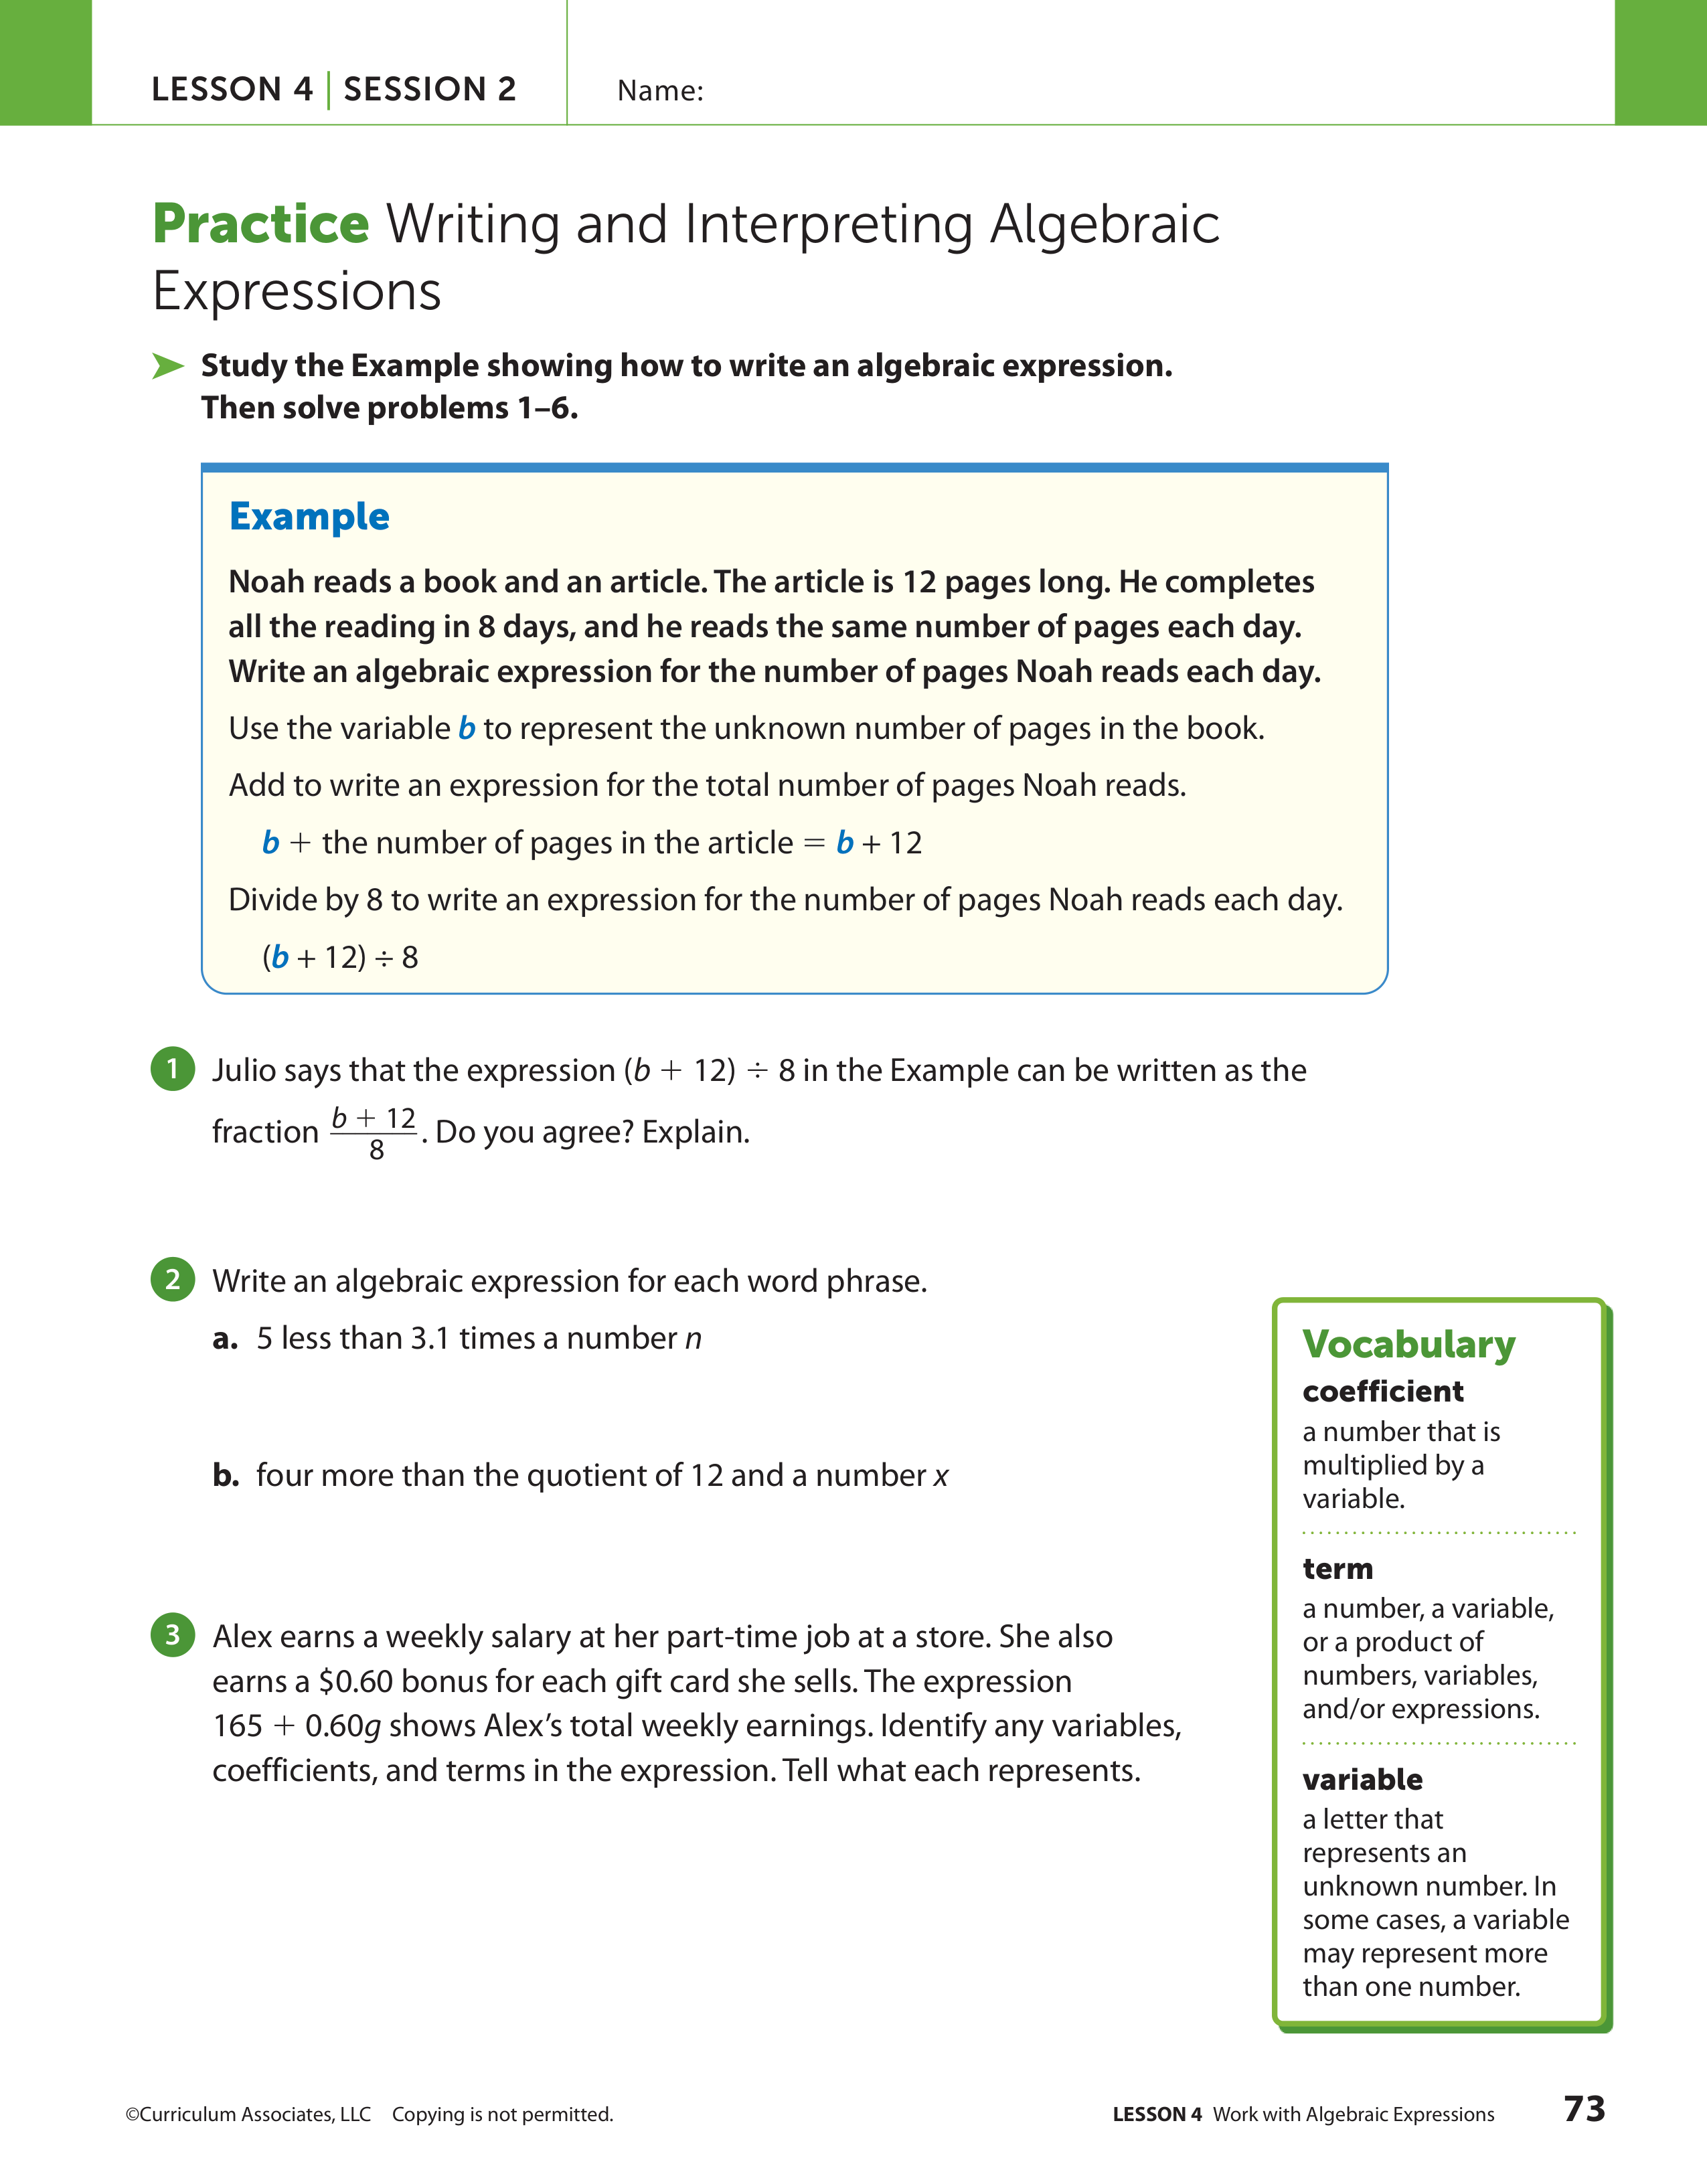 LESSON 4 | SESSION 2
Name:
Practice Writing and Interpreting Algebraic
Expressions
➤ Study the Example showing how to write an algebraic expression.
Then solve problems 1–6.
Example
Noah reads a book and an article. The article is 12 pages long. He completes
all the reading in 8 days, and he reads the same number of pages each day.
Write an algebraic expression for the number of pages Noah reads each day.
Use the variable b to represent the unknown number of pages in the book.
Add to write an expression for the total number of pages Noah reads.
b + the number of pages in the article = b + 12
Divide by 8 to write an expression for the number of pages Noah reads each day.
(b + 12) ÷ 8
1 Julio says that the expression (b + 12) ÷ 8 in the Example can be written as the
fraction b + 12 / 8. Do you agree? Explain.
2 Write an algebraic expression for each word phrase.
a. 5 less than 3.1 times a number n
b. four more than the quotient of 12 and a number x
3 Alex earns a weekly salary at her part-time job at a store. She also
earns a $0.60 bonus for each gift card she sells. The expression
165 + 0.60g shows Alex’s total weekly earnings. Identify any variables,
coefficients, and terms in the expression. Tell what each represents.
Vocabulary
coefficient
a number that is
multiplied by a
variable.
term
a number, a variable,
or a product of
numbers, variables,
and/or expressions.
variable
a letter that
represents an
unknown number. In
some cases, a variable
may represent more
than one number.
©Curriculum Associates, LLC Copying is not permitted.
LESSON 4 Work with Algebraic Expressions 73